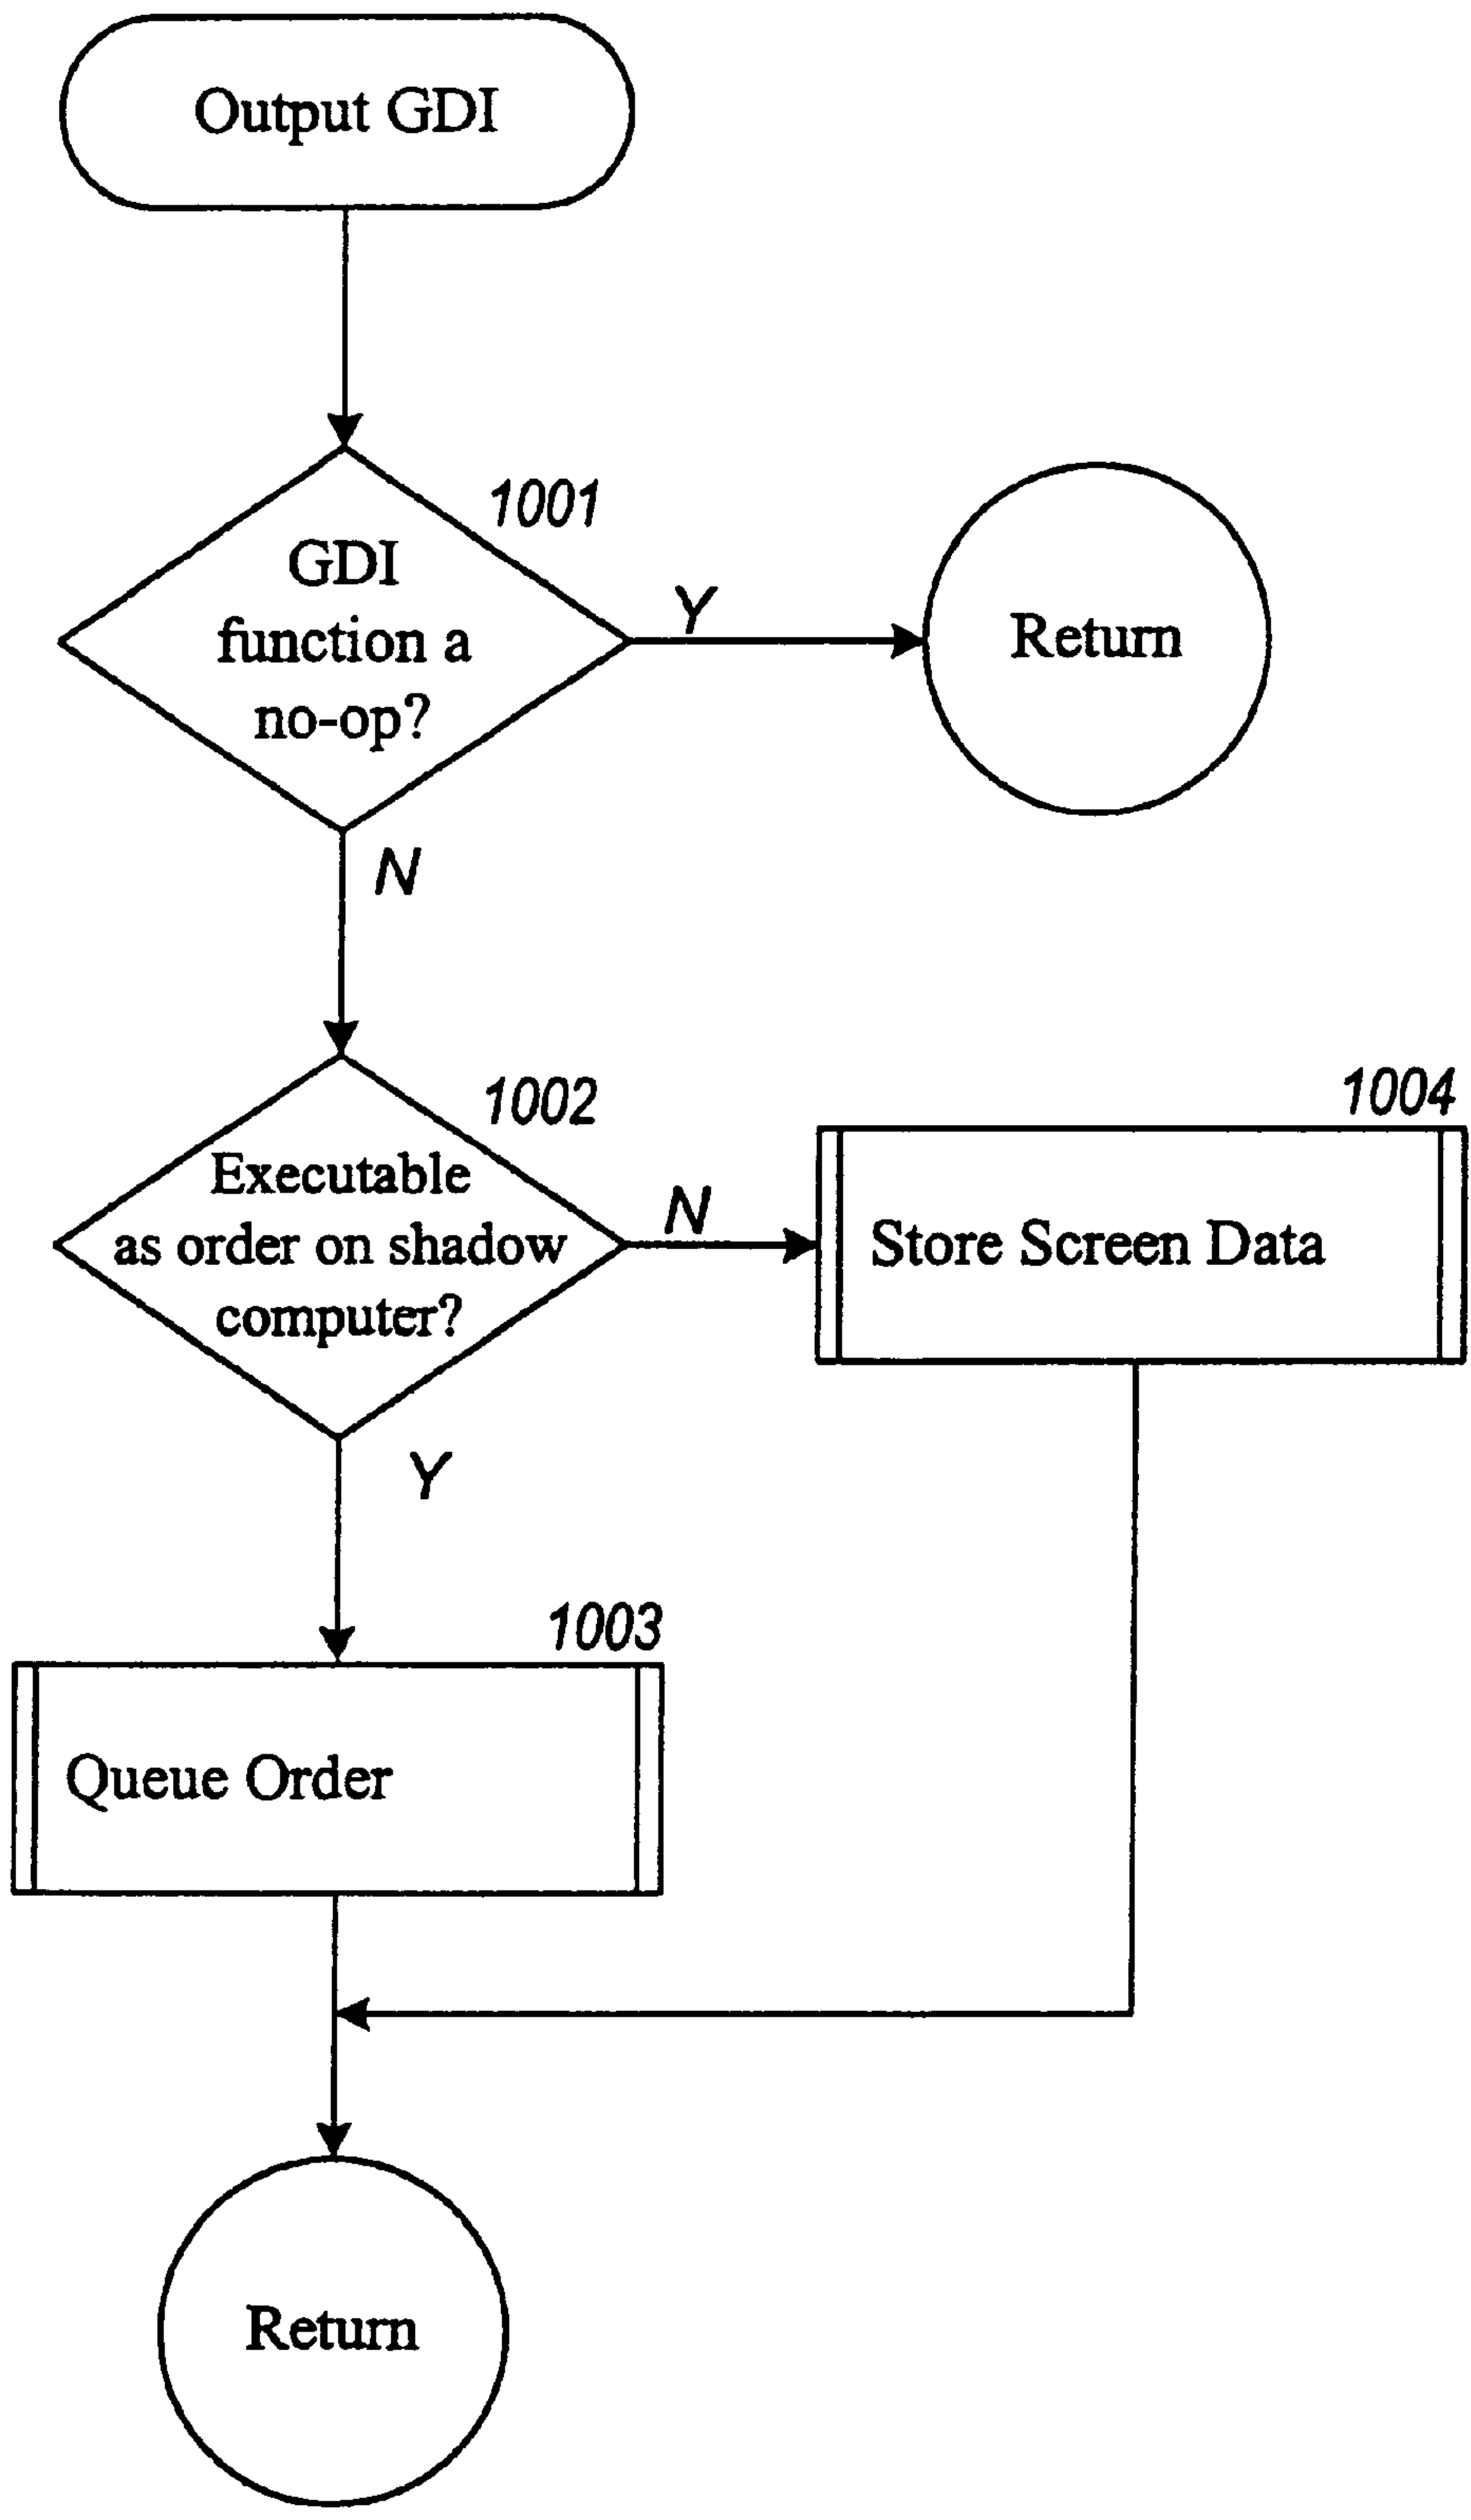 Output GDI
1001
GDI
function a
no-op?
Y
Return
N
1002
Executable
as order on shadow
computer?
N
1004
Store Screen Data
Y
1003
Queue Order
Return